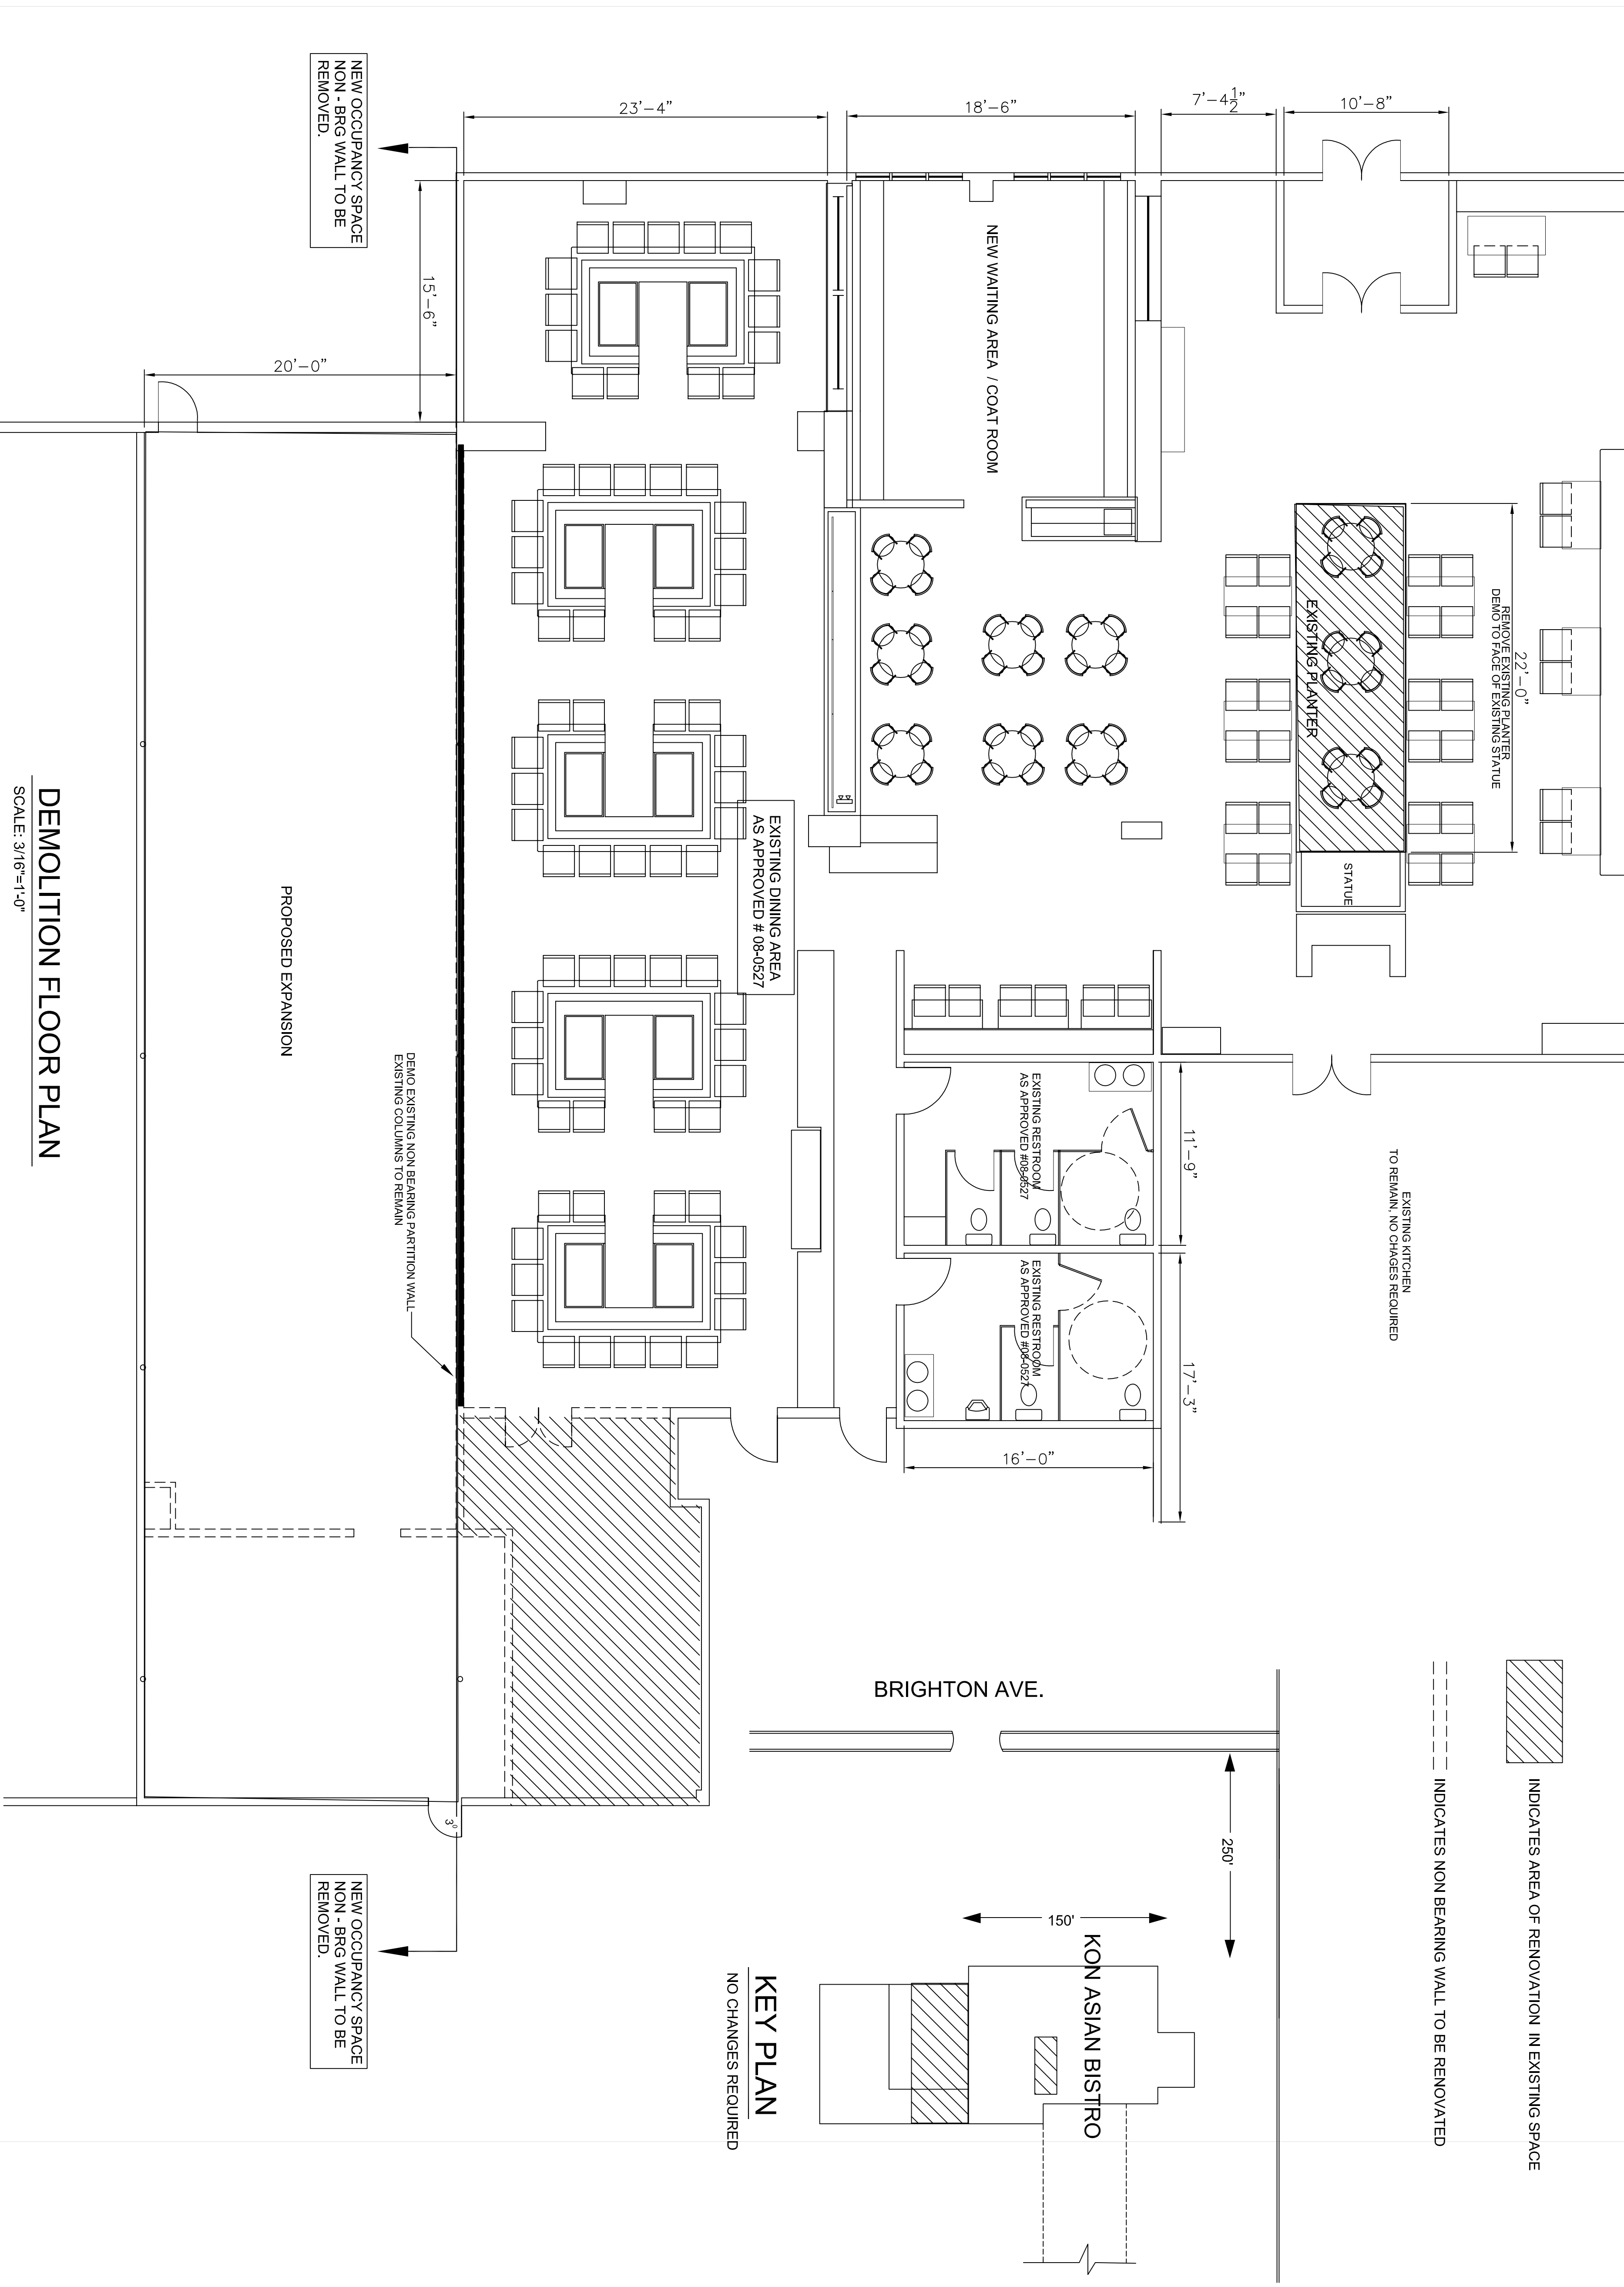 NEW OCCUPANCY SPACE
NON - BRG WALL TO BE
REMOVED.
23'-4"
18'-6"
7'-4 1/2"
10'-8"
15'-6"
20'-0"
NEW WAITING AREA / COAT ROOM
22'-0"
REMOVE EXISTING PLANTER
DEMO TO FACE OF EXISTING STATUE
EXISTING PLANTER
STATUE
EXISTING DINING AREA
AS APPROVED # 08-0527
PROPOSED EXPANSION
DEMO EXISTING NON BEARING PARTITION WALL
EXISTING COLUMNS TO REMAIN
EXISTING RESTROOM
AS APPROVED #08-0527
EXISTING RESTROOM
AS APPROVED #08-0527
11'-9"
17'-3"
16'-0"
EXISTING KITCHEN
TO REMAIN, NO CHAGES REQUIRED
DEMOLITION FLOOR PLAN
SCALE: 3/16"=1'-0"
3⁰
NEW OCCUPANCY SPACE
NON - BRG WALL TO BE
REMOVED.
BRIGHTON AVE.
250'
150'
KON ASIAN BISTRO
KEY PLAN
NO CHANGES REQUIRED
INDICATES AREA OF RENOVATION IN EXISTING SPACE
INDICATES NON BEARING WALL TO BE RENOVATED